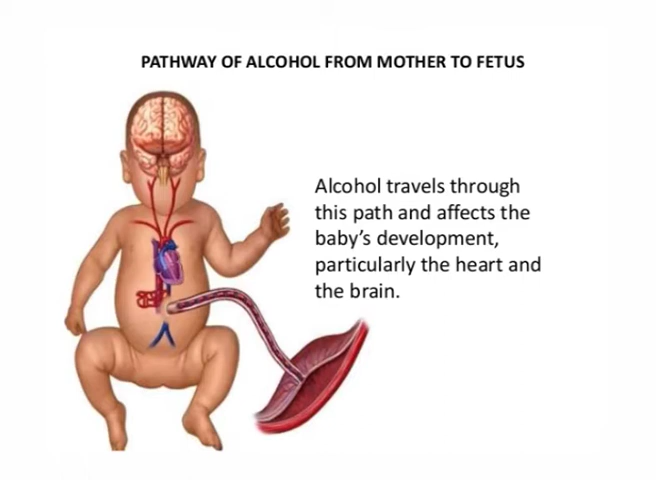 PATHWAY OF ALCOHOL FROM MOTHER TO FETUS
Alcohol travels through
this path and affects the
baby’s development,
particularly the heart and
the brain.